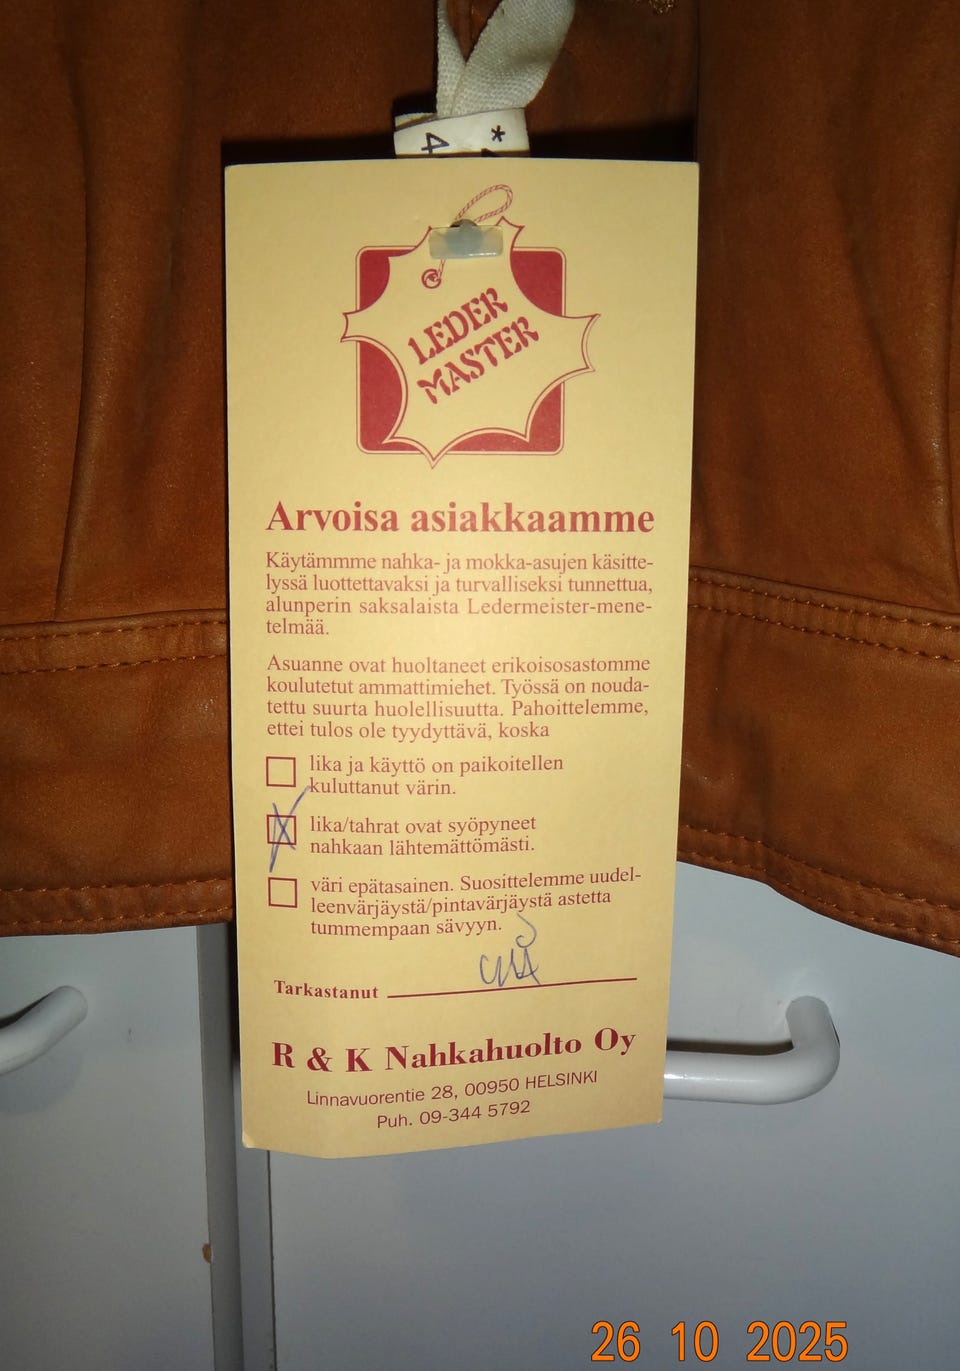 * 4
LEDER
MASTER
Arvoisa asiakkaamme
Käytämmme nahka- ja mokka-asujen käsitte-
lyssä luottettavaksi ja turvalliseksi tunnettua,
alunperin saksalaista Ledermeister-mene-
telmää.
Asuanne ovat huoltaneet erikoisosastomme
koulutetut ammattimiehet. Työssä on nouda-
tettu suurta huolellisuutta. Pahoittelemme,
ettei tulos ole tyydyttävä, koska
lika ja käyttö on paikoitellen
kuluttanut värin.
lika/tahrat ovat syöpyneet
nahkaan lähtemättömästi.
väri epätasainen. Suosittelemme uudel-
leenvärjäystä/pintavärjäystä astetta
tummempaan sävyyn.
Tarkastanut
R & K Nahkahuolto Oy
Linnavuorentie 28, 00950 HELSINKI
Puh. 09-344 5792
26 10 2025